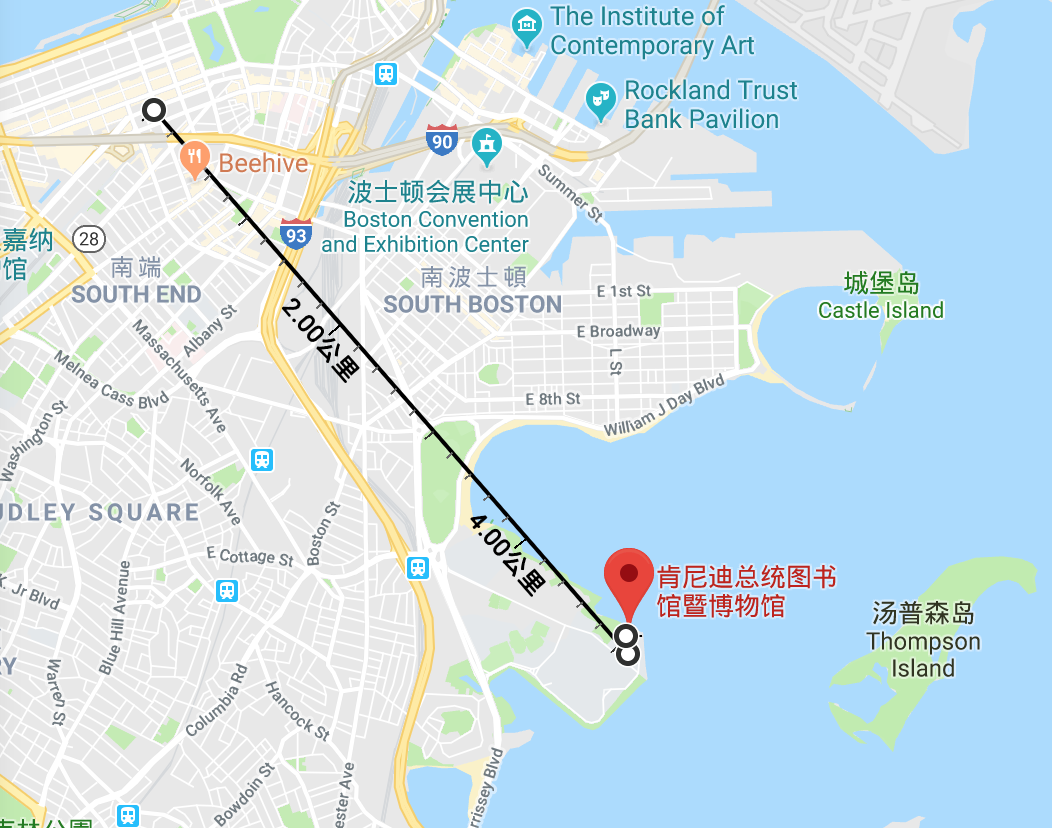 The Institute of
Contemporary Art
Rockland Trust
Bank Pavilion
90
Beehive
Summer St
波士顿会展中心
Boston Convention
and Exhibition Center
93
嘉纳
馆
28
南端
SOUTH END
南波士頓
SOUTH BOSTON
E 1st St
城堡岛
Castle Island
Albany St
2.00公里
E Broadway
L St
Massachusetts Ave
Melnea Cass Blvd
William J Day Blvd
E 8th St
Washington St
Norfolk Ave
UDLEY SQUARE
Boston St
4.00公里
E Cottage St
肯尼迪总统图书
馆暨博物馆
K. Jr Blvd
Blue Hill Avenue
汤普森岛
Thompson
Island
RY
Warren St
Columbia Rd
Hancock St
Bowdoin St
ester Ave
rrissey Blvd